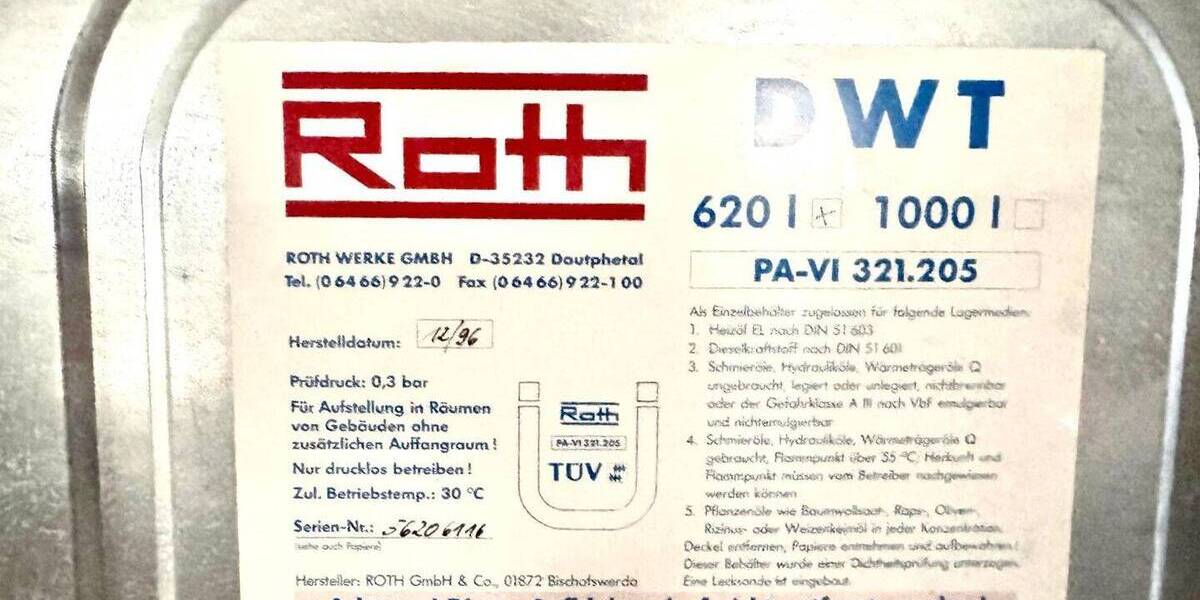 Roth
ROTH WERKE GMBH D-35232 Dautphetal
Tel. (06466)922-0 Fax (06466)922-100
Herstelldatum: 12/96
Prüfdruck: 0,3 bar
Für Aufstellung in Räumen
von Gebäuden ohne
zusätzlichen Auffangraum!
Nur drucklos betreiben!
Zul. Betriebstemp.: 30 °C
Serien-Nr.: 56206116
(siehe auch Papiere)
Hersteller: ROTH GmbH & Co., 01872 Bischofswerda
Roth
PA-VI 321.205
TÜV
DWT
620 l 1000 l
PA-VI 321.205
Als Einzelbehälter zugelassen für folgende Lagermedien:
1. Heizöl EL nach DIN 51 603
2. Dieselkraftstoff nach DIN 51 601
3. Schmieröle, Hydrauliköle, Wärmeträgeröle Q
ungebraucht, legiert oder unlegiert, nichtbrennbar
oder der Gefahrklasse A III nach VbF emulgierbar
und nichtemulgierbar
4. Schmieröle, Hydrauliköle, Wärmeträgeröle Q
gebraucht, Flammpunkt über 55 °C; Herkunft und
Flammpunkt müssen vom Betreiber nachgewiesen
werden können
5. Pflanzenöle wie Baumwollsaat-, Raps-, Oliven-,
Rizinus- oder Weizenkeimöl in jeder Konzentration.
Deckel entfernen, Papiere entnehmen und aufbewahren!
Dieser Behälter wurde einer Dichtheitsprüfung unterzogen.
Eine Lecksonde ist eingebaut.